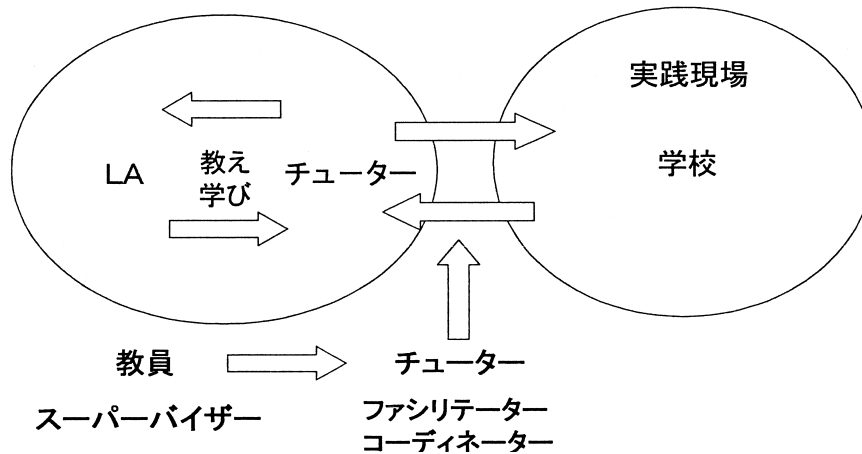 実践現場
LA
教え
学び
チューター
学校
教員
チューター
スーパーバイザー
ファシリテーター
コーディネーター